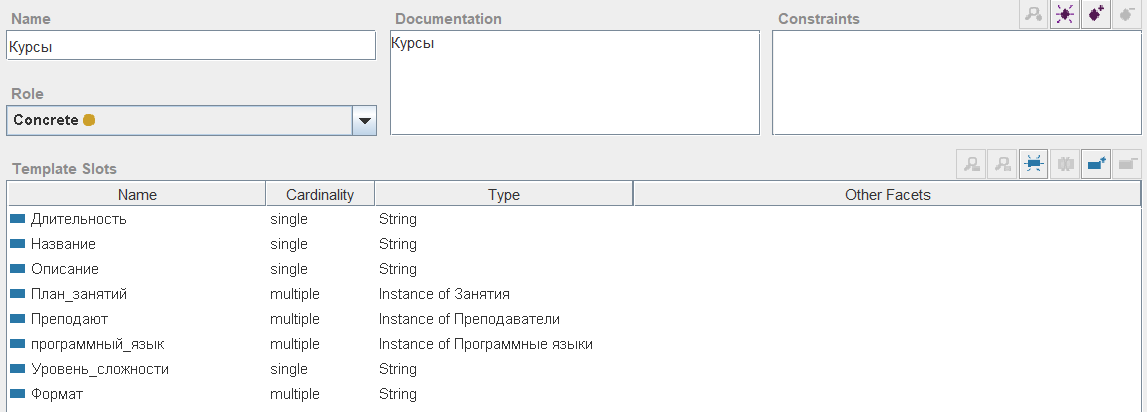 Name
Documentation
Constraints
Курсы
Курсы
Role
Concrete
Template Slots
Name Cardinality Type Other Facets
Длительность single String
Название single String
Описание single String
План_занятий multiple Instance of Занятия
Преподают multiple Instance of Преподаватели
программный_язык multiple Instance of Программные языки
Уровень_сложности single String
Формат multiple String